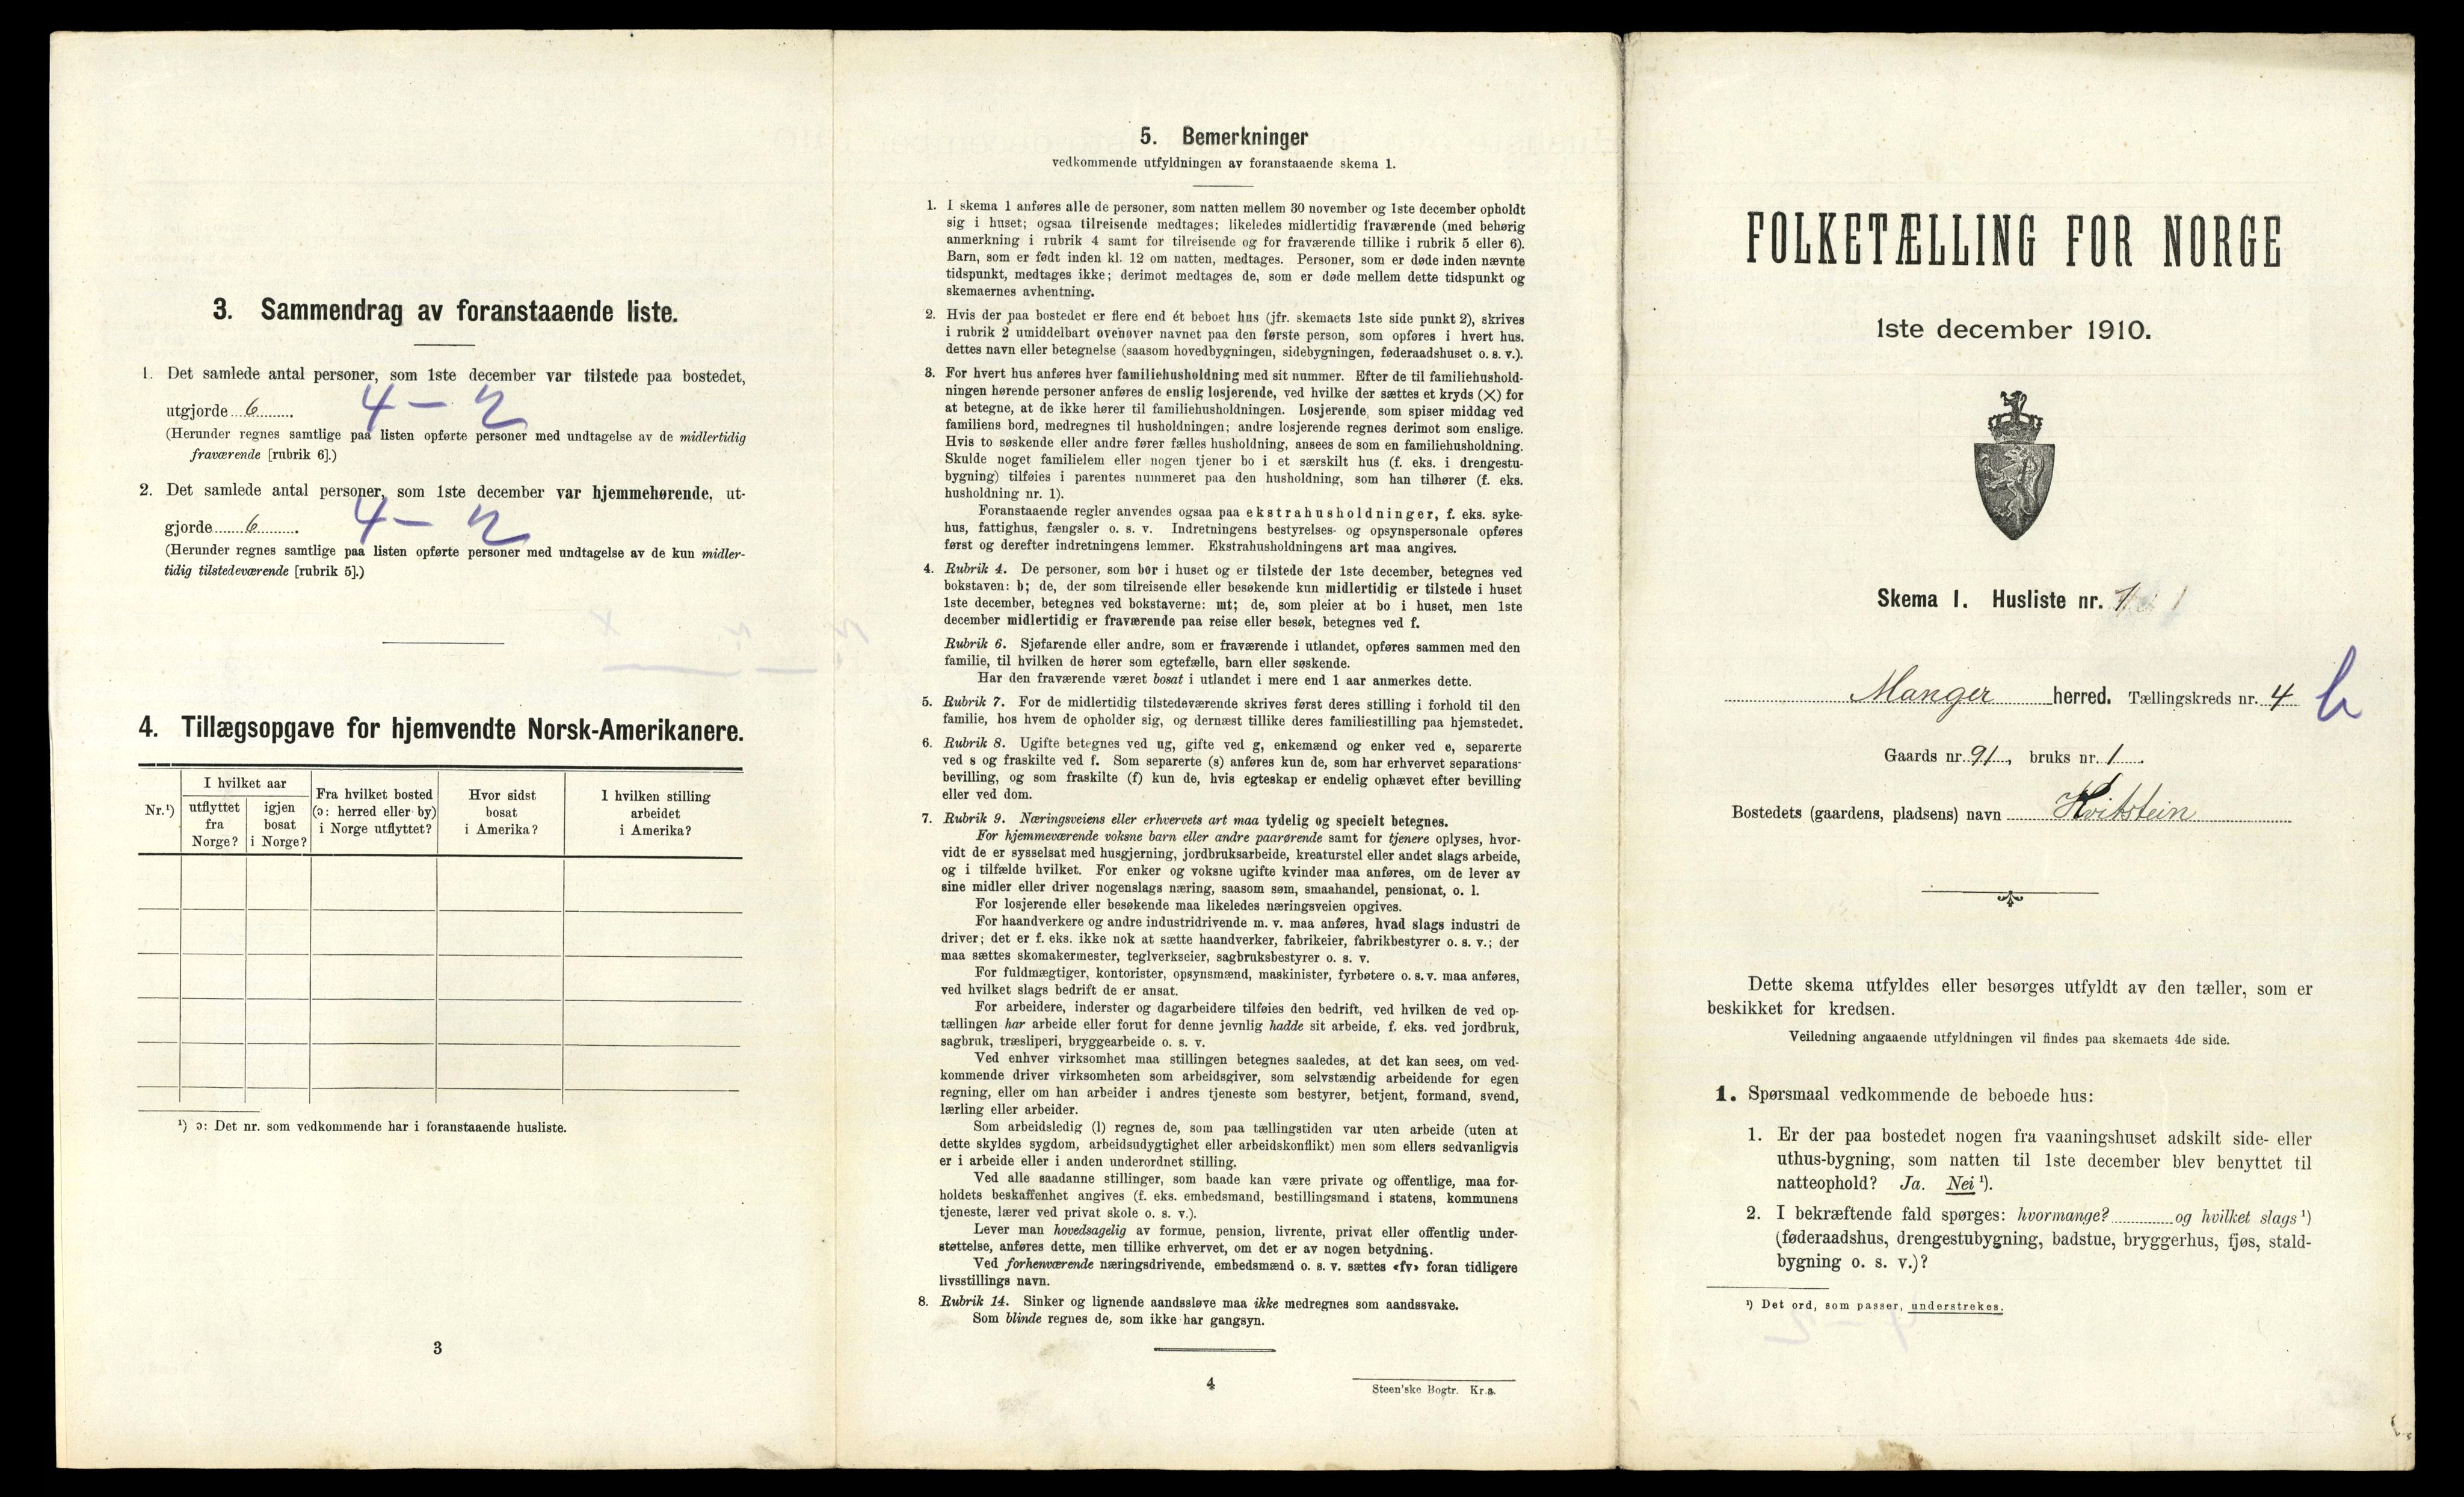 3. Sammendrag av foranstaaende liste.
1. Det samlede antal personer, som 1ste december var tilstede paa bostedet,
utgjorde 6
4 – 2
(Herunder regnes samtlige paa listen opførte personer med undtagelse av de midlertidig
fraværende [rubrik 6].)
2. Det samlede antal personer, som 1ste december var hjemmehørende, ut-
gjorde 6
4 – 2
(Herunder regnes samtlige paa listen opførte personer med undtagelse av de kun midler-
tidig tilstedeværende [rubrik 5].)
4. Tillægsopgave for hjemvendte Norsk-Amerikanere.
Nr.¹)
I hvilket aar
utflyttet fra Norge?
igjen bosat i Norge?
Fra hvilket bosted (ɔ: herred eller by) i Norge utflyttet?
Hvor sidst bosat i Amerika?
I hvilken stilling arbeidet i Amerika?
¹) ɔ: Det nr. som vedkommende har i foranstaaende husliste.
3
5. Bemerkninger
vedkommende utfyldningen av foranstaaende skema 1.
1. I skema 1 anføres alle de personer, som natten mellem 30 november og 1ste december opholdt
sig i huset; ogsaa tilreisende medtages; likeledes midlertidig fraværende (med behørig
anmerkning i rubrik 4 samt for tilreisende og for fraværende tillike i rubrik 5 eller 6).
Barn, som er født inden kl. 12 om natten, medtages. Personer, som er døde inden nævnte
tidspunkt, medtages ikke; derimot medtages de, som er døde mellem dette tidspunkt og
skemaernes avhentning.
2. Hvis der paa bostedet er flere end ét beboet hus (jfr. skemaets 1ste side punkt 2), skrives
i rubrik 2 umiddelbart ovenover navnet paa den første person, som opføres i hvert hus.
dettes navn eller betegnelse (saasom hovedbygningen, sidebygningen, føderaadshuset o. s. v.).
3. For hvert hus anføres hver familiehusholdning med sit nummer. Efter de til familiehushold-
ningen hørende personer anføres de enslig losjerende, ved hvilke der sættes et kryds (×) for
at betegne, at de ikke hører til familiehusholdningen. Losjerende, som spiser middag ved
familiens bord, medregnes til husholdningen; andre losjerende regnes derimot som enslige.
Hvis to søskende eller andre fører fælles husholdning, ansees de som en familiehusholdning.
Skulde noget familielem eller nogen tjener bo i et særskilt hus (f. eks. i drengestu-
bygning) tilføies i parentes nummeret paa den husholdning, som han tilhører (f. eks.
husholdning nr. 1).
Foranstaaende regler anvendes ogsaa paa ekstrahusholdninger, f. eks. syke-
hus, fattighus, fængsler o. s. v. Indretningens bestyrelses- og opsynspersonale opføres
først og derefter indretningens lemmer. Ekstrahusholdningens art maa angives.
4. Rubrik 4. De personer, som bor i huset og er tilstede der 1ste december, betegnes ved
bokstaven: b; de, der som tilreisende eller besøkende kun midlertidig er tilstede i huset
1ste december, betegnes ved bokstaverne: mt; de, som pleier at bo i huset, men 1ste
december midlertidig er fraværende paa reise eller besøk, betegnes ved f.
Rubrik 6. Sjøfarende eller andre, som er fraværende i utlandet, opføres sammen med den
familie, til hvilken de hører som egtefælle, barn eller søskende.
Har den fraværende været bosat i utlandet i mere end 1 aar anmerkes dette.
5. Rubrik 7. For de midlertidig tilstedeværende skrives først deres stilling i forhold til den
familie, hos hvem de opholder sig, og dernæst tillike deres familiestilling paa hjemstedet.
6. Rubrik 8. Ugifte betegnes ved ug, gifte ved g, enkemænd og enker ved e, separerte
ved s og fraskilte ved f. Som separerte (s) anføres kun de, som har erhvervet separations-
bevilling, og som fraskilte (f) kun de, hvis egteskap er endelig ophævet efter bevilling
eller ved dom.
7. Rubrik 9. Næringsveiens eller erhvervets art maa tydelig og specielt betegnes.
For hjemmeværende voksne barn eller andre paarørende samt for tjenere oplyses, hvor-
vidt de er sysselsat med husgjerning, jordbruksarbeide, kreaturstel eller andet slags arbeide,
og i tilfælde hvilket. For enker og voksne ugifte kvinder maa anføres, om de lever av
sine midler eller driver nogenslags næring, saasom søm, smaahandel, pensionat, o. l.
For losjerende eller besøkende maa likeledes næringsveien opgives.
For haandverkere og andre industridrivende m. v. maa anføres, hvad slags industri de
driver; det er f. eks. ikke nok at sætte haandverker, fabrikeier, fabrikbestyrer o. s. v.; der
maa sættes skomakermester, teglverkseier, sagbruksbestyrer o. s. v.
For fuldmægtiger, kontorister, opsynsmænd, maskinister, fyrbøtere o. s. v. maa anføres,
ved hvilket slags bedrift de er ansat.
For arbeidere, inderster og dagarbeidere tilføies den bedrift, ved hvilken de ved op-
tællingen har arbeide eller forut for denne jevnlig hadde sit arbeide, f. eks. ved jordbruk,
sagbruk, træsliperi, bryggearbeide o. s. v.
Ved enhver virksomhet maa stillingen betegnes saaledes, at det kan sees, om ved-
kommende driver virksomheten som arbeidsgiver, som selvstændig arbeidende for egen
regning, eller om han arbeider i andres tjeneste som bestyrer, betjent, formand, svend,
lærling eller arbeider.
Som arbeidsledig (l) regnes de, som paa tællingstiden var uten arbeide (uten at
dette skyldes sygdom, arbeidsudygtighet eller arbeidskonflikt) men som ellers sedvanligvis
er i arbeide eller i anden underordnet stilling.
Ved alle saadanne stillinger, som baade kan være private og offentlige, maa for-
holdets beskaffenhet angives (f. eks. embedsmand, bestillingsmand i statens, kommunens
tjeneste, lærer ved privat skole o. s. v.).
Lever man hovedsagelig av formue, pension, livrente, privat eller offentlig under-
støttelse, anføres dette, men tillike erhvervet, om det er av nogen betydning.
Ved forhenværende næringsdrivende, embedsmænd o. s. v. sættes «fv» foran tidligere
livsstillings navn.
8. Rubrik 14. Sinker og lignende aandssløve maa ikke medregnes som aandssvake.
Som blinde regnes de, som ikke har gangsyn.
4
Steen'ske Bogtr. Kr.a.
FOLKETÆLLING FOR NORGE
1ste december 1910.
Skema 1. Husliste nr. 1
Manger herred. Tællingskreds nr. 4 b
Gaards nr. 91, bruks nr. 1.
Bostedets (gaardens, pladsens) navn Hvitstein
Dette skema utfyldes eller besørges utfyldt av den tæller, som er
beskikket for kredsen.
Veiledning angaaende utfyldningen vil findes paa skemaets 4de side.
1. Spørsmaal vedkommende de beboede hus:
1. Er der paa bostedet nogen fra vaaningshuset adskilt side- eller
uthus-bygning, som natten til 1ste december blev benyttet til
natteophold? Ja. Nei ¹).
2. I bekræftende fald spørges: hvormange? og hvilket slags ¹)
(føderaadshus, drengestubygning, badstue, bryggerhus, fjøs, stald-
bygning o. s. v.)?
¹) Det ord, som passer, understrekes.